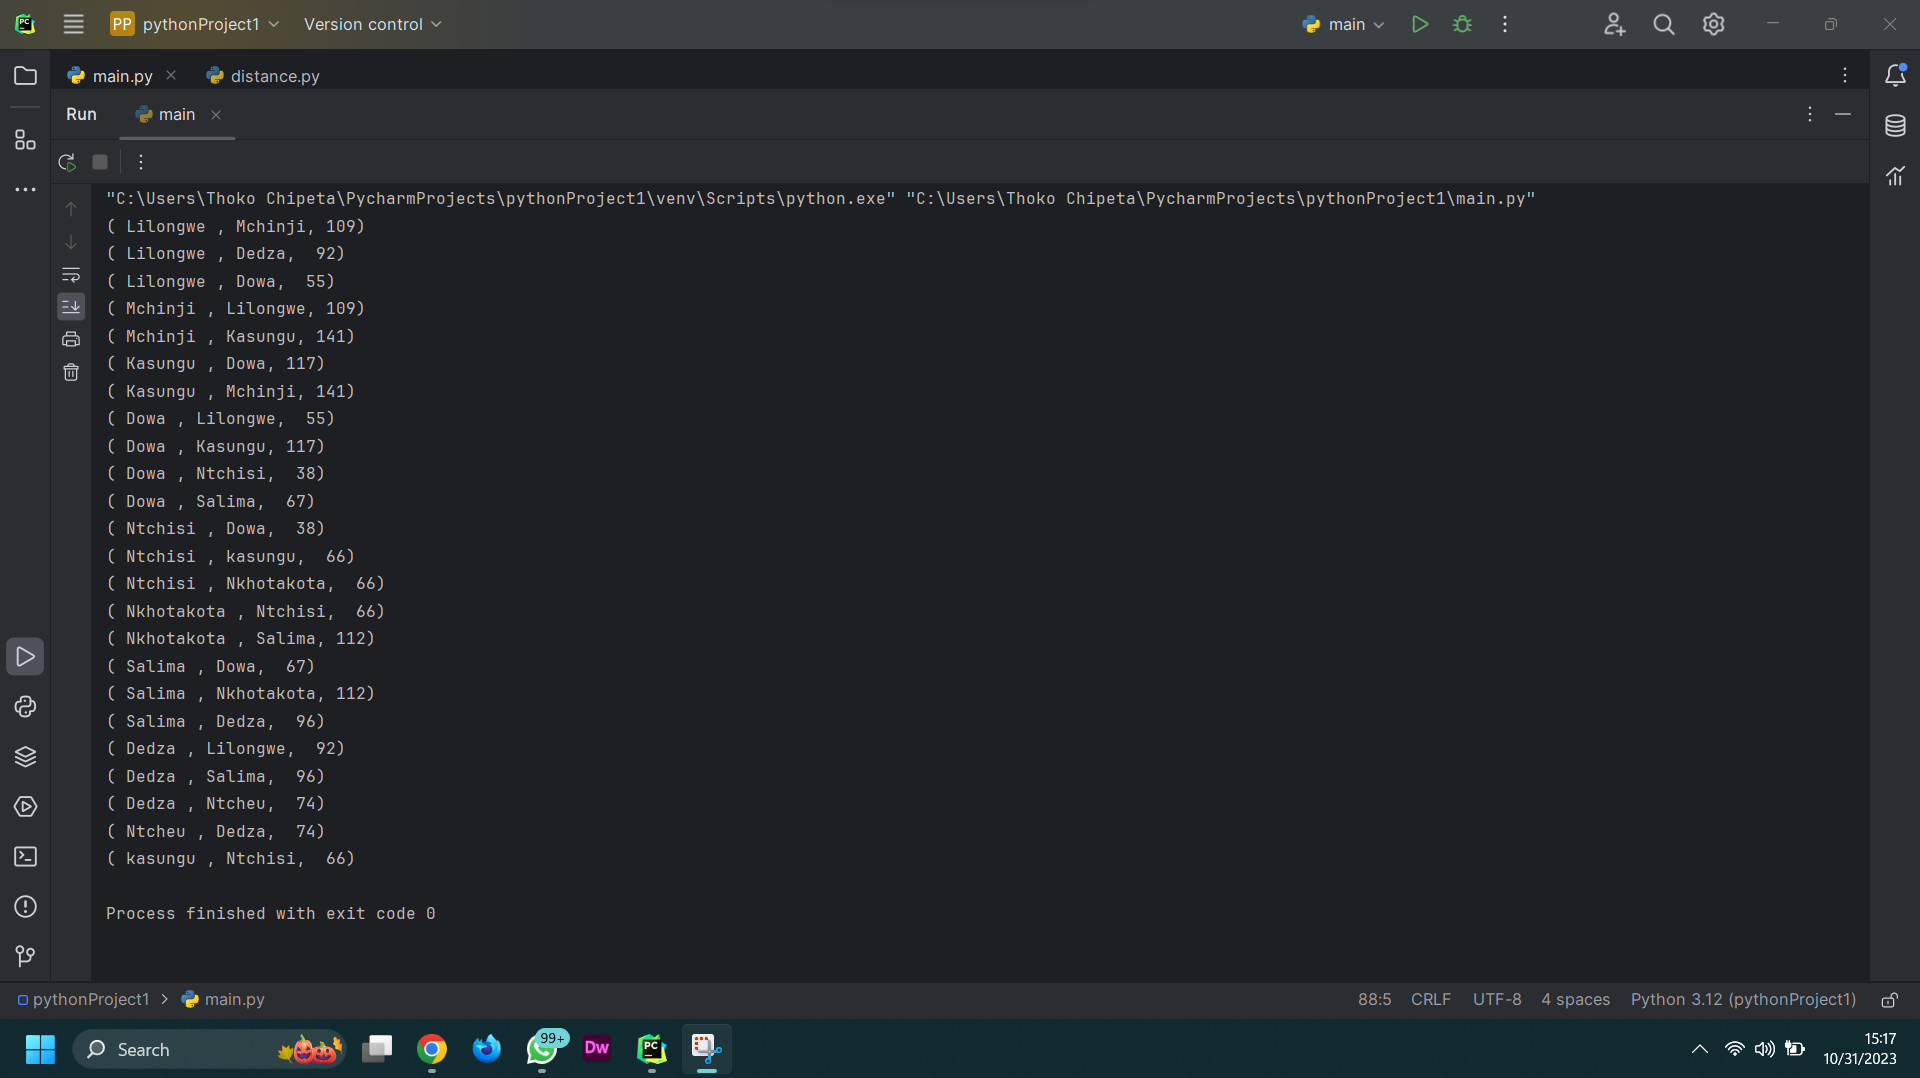 PP pythonProject1 Version control main
main.py distance.py
Run main
"C:\Users\Thoko Chipeta\PycharmProjects\pythonProject1\venv\Scripts\python.exe" "C:\Users\Thoko Chipeta\PycharmProjects\pythonProject1\main.py"
( Lilongwe , Mchinji, 109)
( Lilongwe , Dedza,  92)
( Lilongwe , Dowa,  55)
( Mchinji , Lilongwe, 109)
( Mchinji , Kasungu, 141)
( Kasungu , Dowa, 117)
( Kasungu , Mchinji, 141)
( Dowa , Lilongwe,  55)
( Dowa , Kasungu, 117)
( Dowa , Ntchisi,  38)
( Dowa , Salima,  67)
( Ntchisi , Dowa,  38)
( Ntchisi , kasungu,  66)
( Ntchisi , Nkhotakota,  66)
( Nkhotakota , Ntchisi,  66)
( Nkhotakota , Salima, 112)
( Salima , Dowa,  67)
( Salima , Nkhotakota, 112)
( Salima , Dedza,  96)
( Dedza , Lilongwe,  92)
( Dedza , Salima,  96)
( Dedza , Ntcheu,  74)
( Ntcheu , Dedza,  74)
( kasungu , Ntchisi,  66)
Process finished with exit code 0
pythonProject1 > main.py 88:5 CRLF UTF-8 4 spaces Python 3.12 (pythonProject1)
Search 99+ Dw PC 15:17
10/31/2023